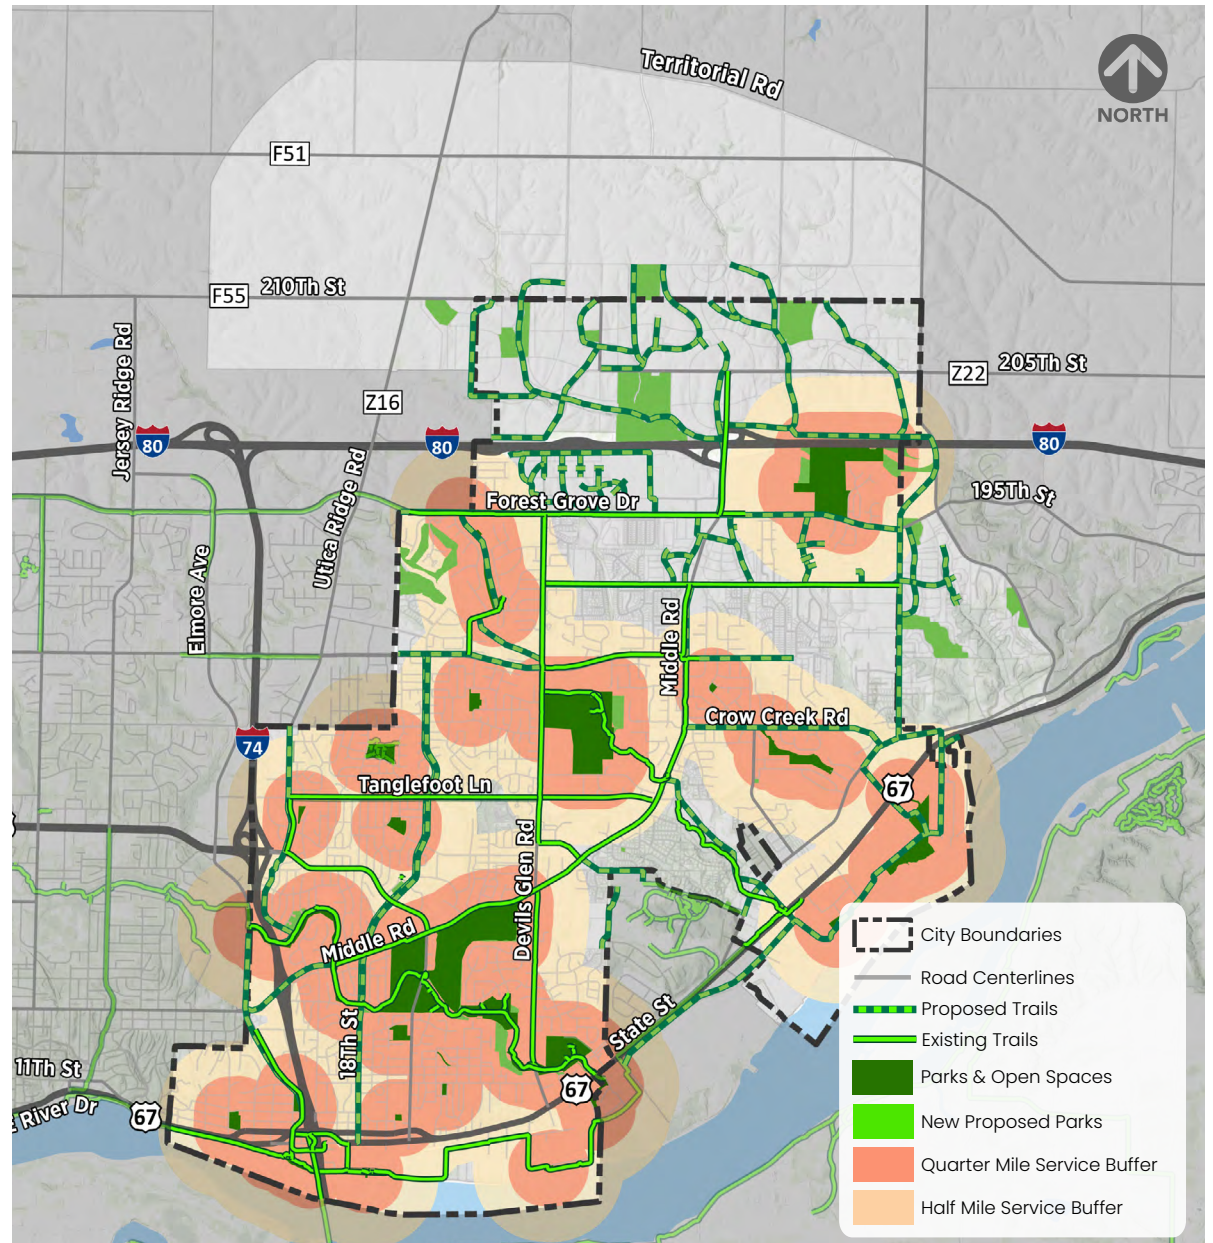 Territorial Rd
NORTH
F51
F55
210Th St
Jersey Ridge Rd
Z16
Z22
205Th St
80
80
80
Utica Ridge Rd
Forest Grove Dr
195Th St
Elmore Ave
Middle Rd
Crow Creek Rd
74
Tanglefoot Ln
67
Devils Glen Rd
Middle Rd
18Th St
State St
11Th St
67
E River Dr
67
City Boundaries
Road Centerlines
Proposed Trails
Existing Trails
Parks & Open Spaces
New Proposed Parks
Quarter Mile Service Buffer
Half Mile Service Buffer